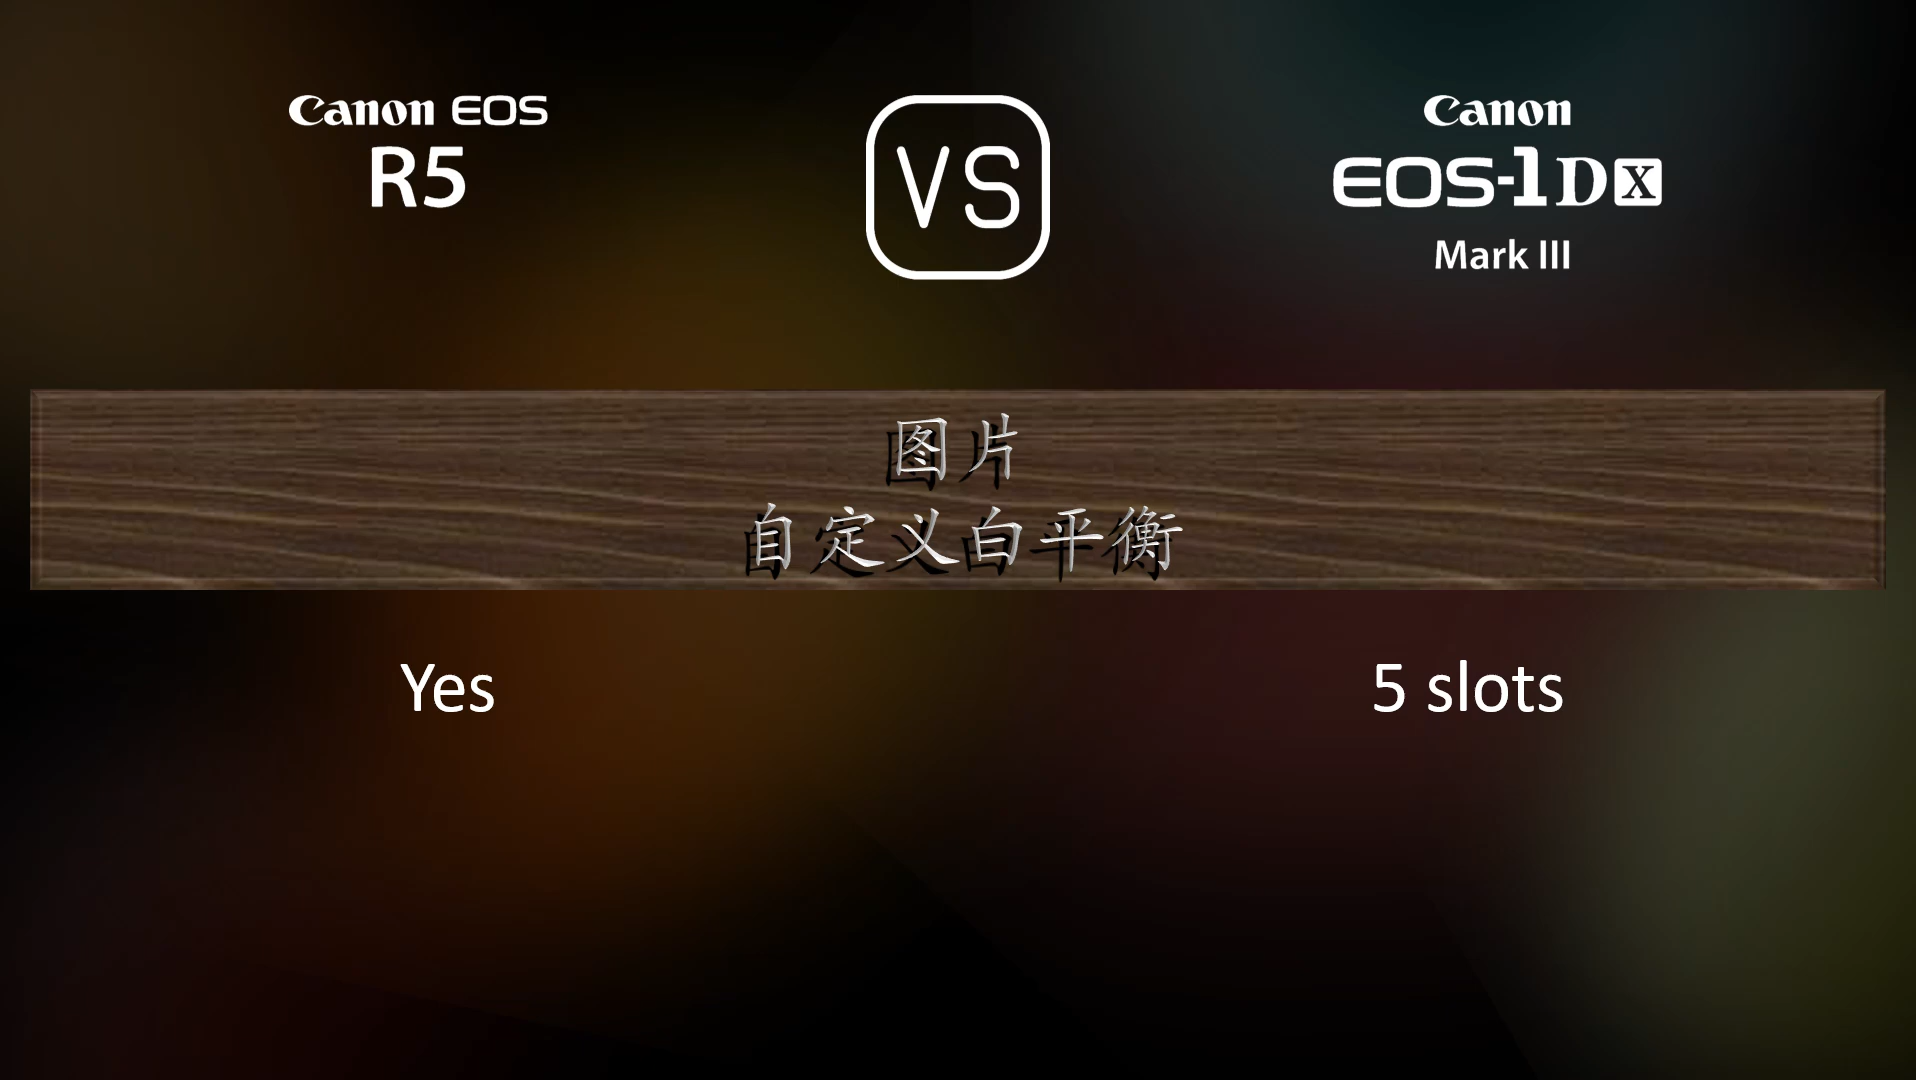 Canon EOS
R5
VS
Canon
EOS-1DX
Mark III
图片
自定义白平衡
Yes
5 slots